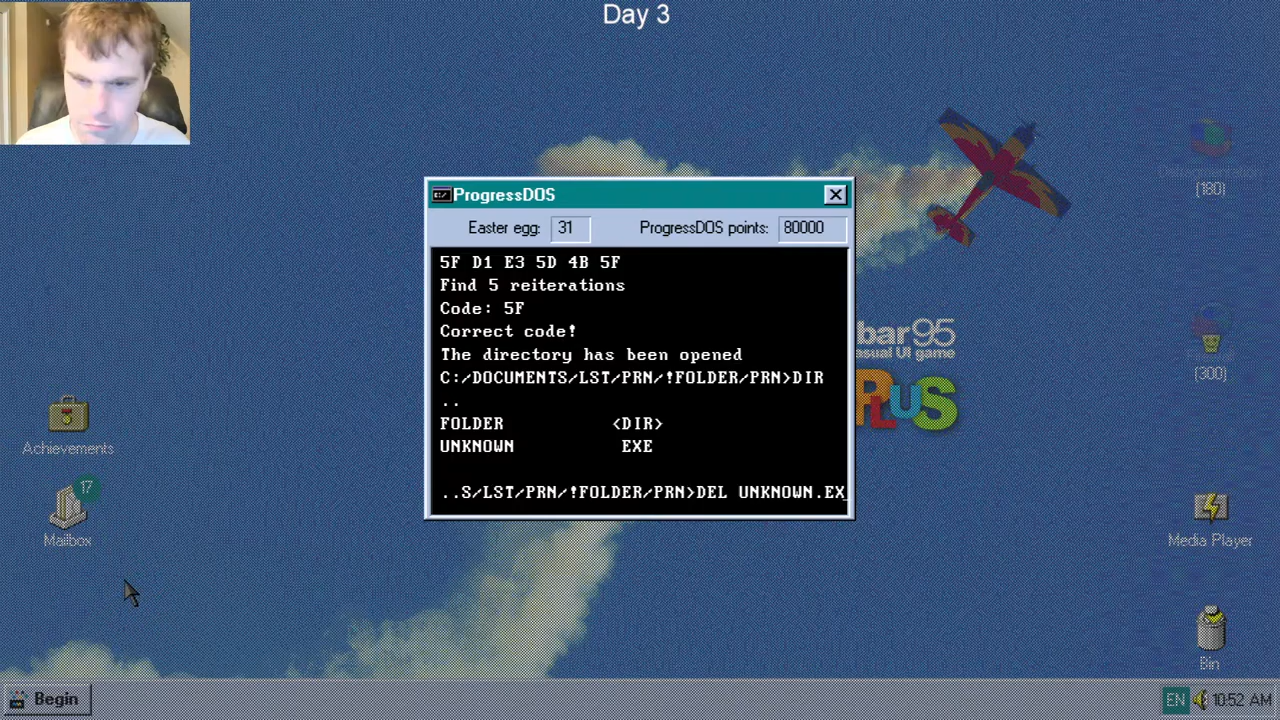 Day 3
ProgressDOS
Easter egg: 31 ProgressDOS points: 80000
5F D1 E3 5D 4B 5F
Find 5 reiterations
Code: 5F
Correct code!
The directory has been opened
C:/DOCUMENTS/LST/PRN/!FOLDER/PRN>DIR
..
FOLDER <DIR>
UNKNOWN EXE
..S/LST/PRN/!FOLDER/PRN>DEL UNKNOWN.EX_
bar95
asual UI game
PLUS
(180)
(300)
Achievements
17
Mailbox
Media Player
Bin
Begin
EN 10:52 AM